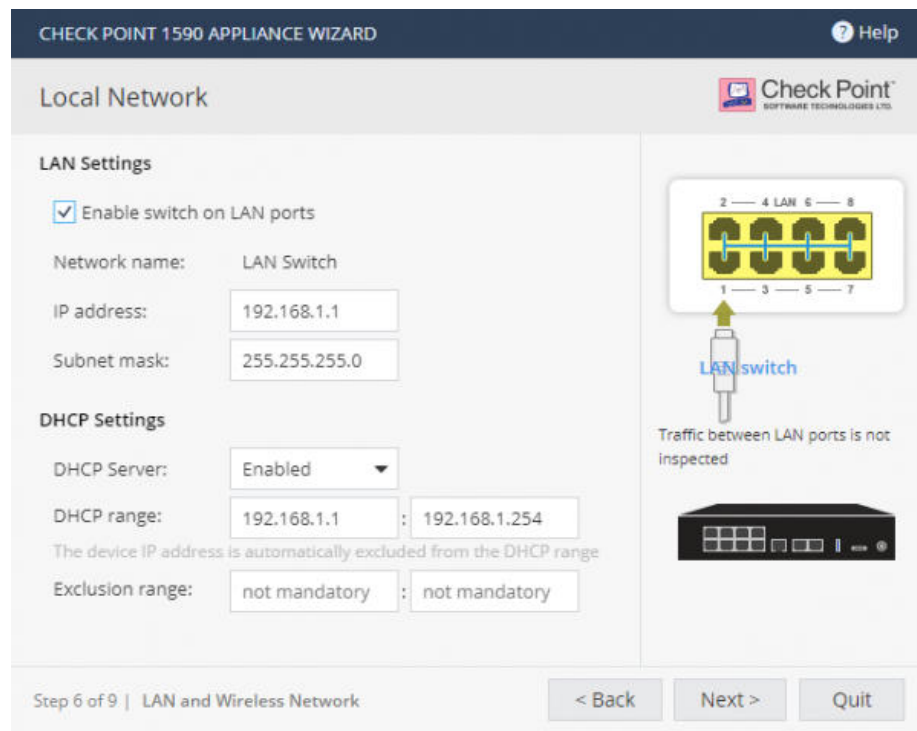 CHECK POINT 1590 APPLIANCE WIZARD
? Help
Local Network
Check Point
SOFTWARE TECHNOLOGIES LTD.
LAN Settings
Enable switch on LAN ports
Network name: LAN Switch
IP address: 192.168.1.1
Subnet mask: 255.255.255.0
DHCP Settings
DHCP Server: Enabled
DHCP range: 192.168.1.1 : 192.168.1.254
The device IP address is automatically excluded from the DHCP range
Exclusion range: not mandatory : not mandatory
2 4 LAN 6 8
1 3 5 7
LAN switch
Traffic between LAN ports is not
inspected
Step 6 of 9 | LAN and Wireless Network
< Back
Next >
Quit